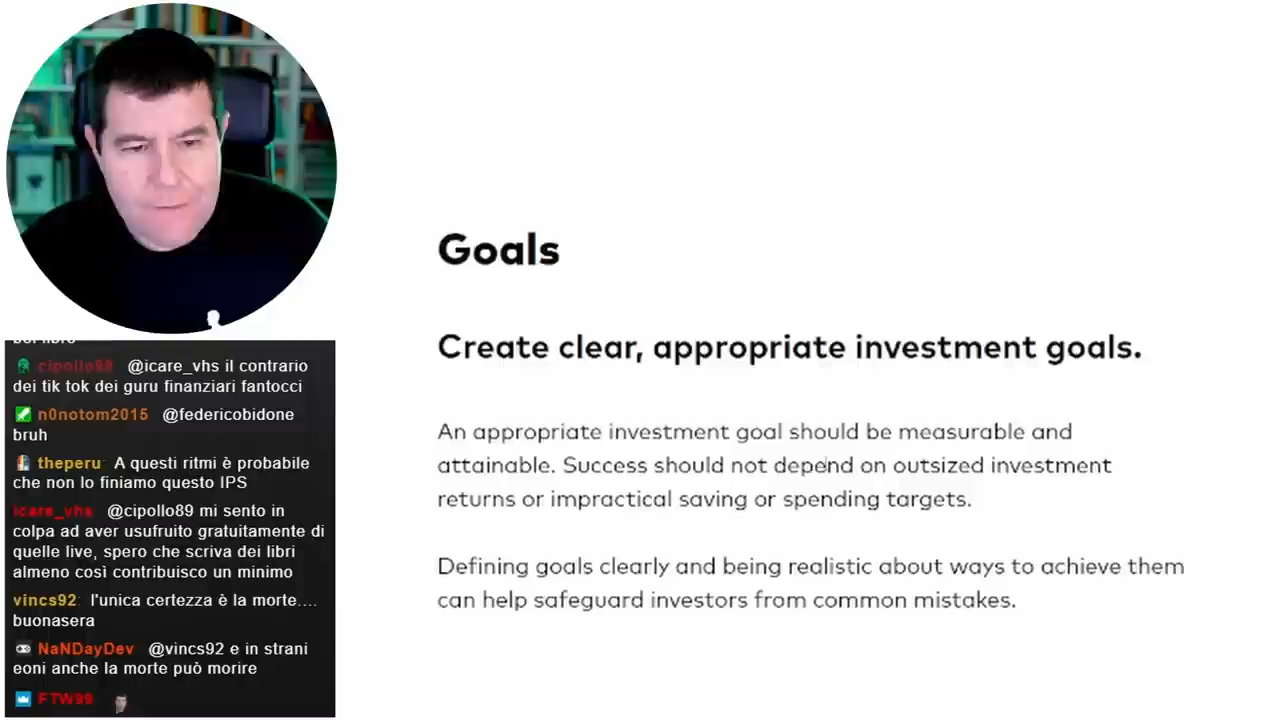 Goals
Create clear, appropriate investment goals.
An appropriate investment goal should be measurable and
attainable. Success should not depend on outsized investment
returns or impractical saving or spending targets.
Defining goals clearly and being realistic about ways to achieve them
can help safeguard investors from common mistakes.
cipollo89 @icare_vhs il contrario
dei tik tok dei guru finanziari fantocci
n0notom2015 @federicobidone
bruh
theperu: A questi ritmi è probabile
che non lo finiamo questo IPS
icare_vhs @cipollo89 mi sento in
colpa ad aver usufruito gratuitamente di
quelle live, spero che scriva dei libri
almeno così contribuisco un minimo
vincs92: l'unica certezza è la morte....
buonasera
NaNDayDev @vincs92 e in strani
eoni anche la morte può morire
FTW99